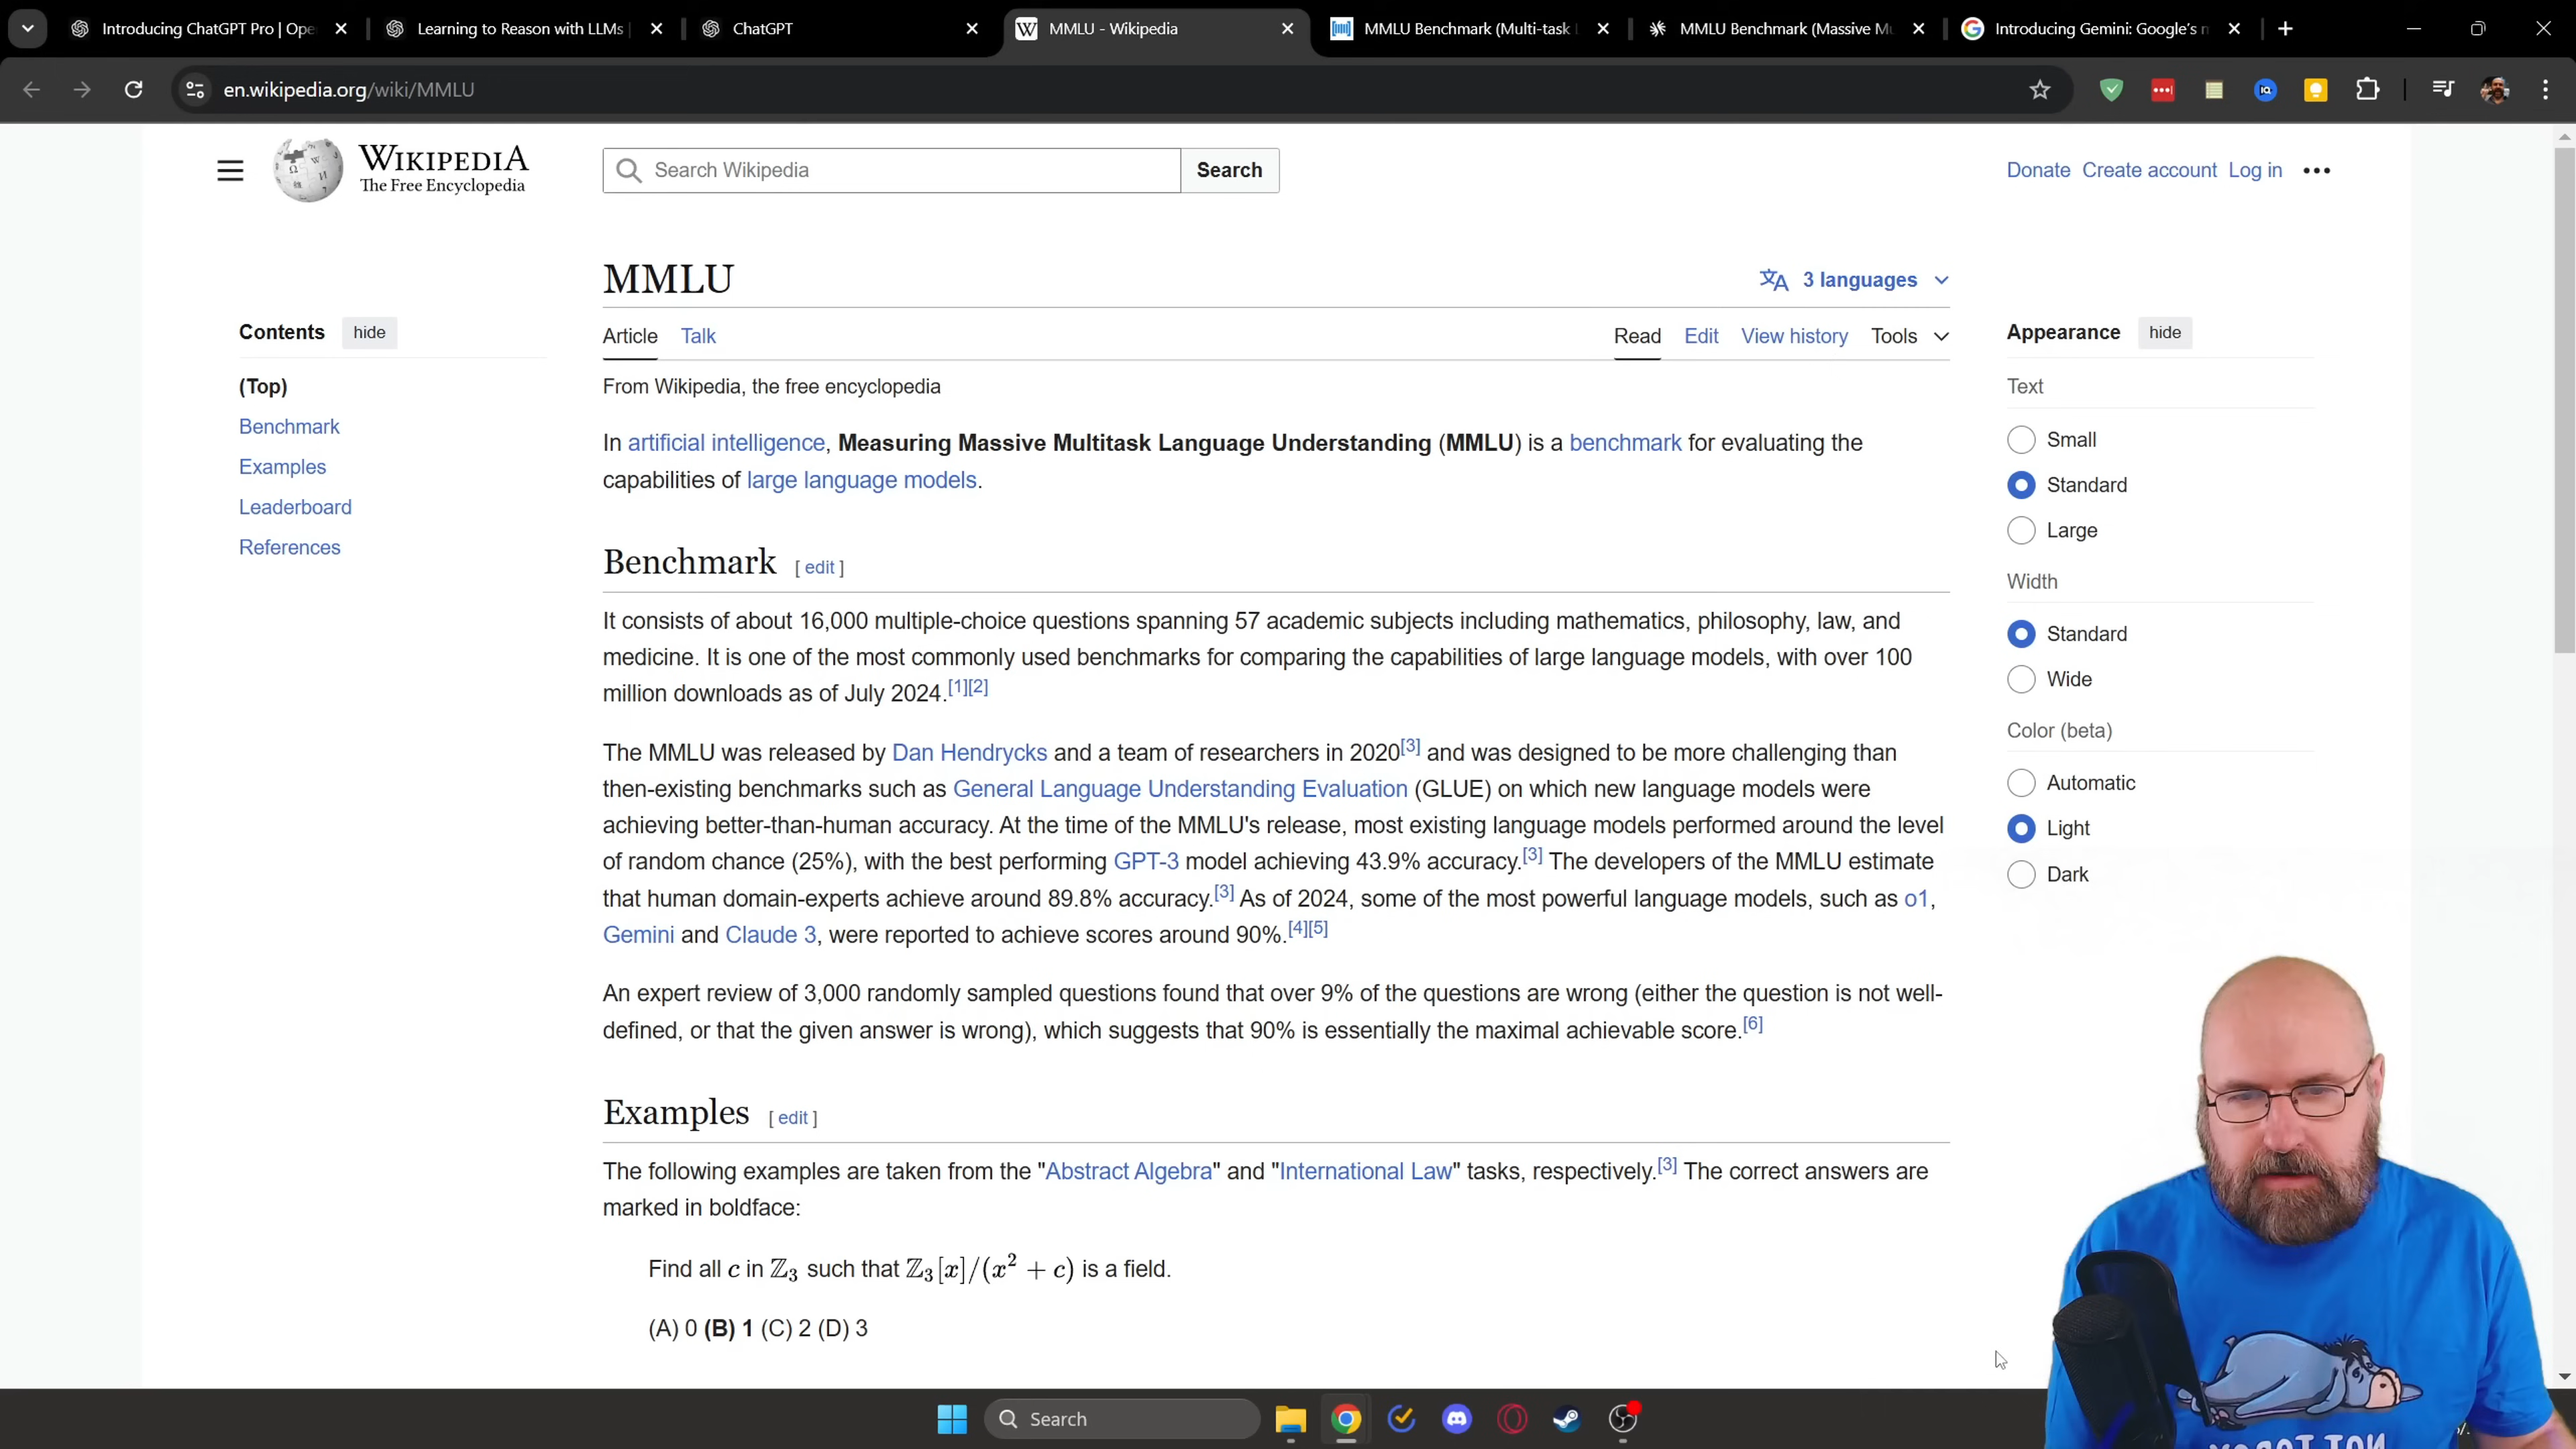 Introducing ChatGPT Pro | Ope
Learning to Reason with LLMs |
ChatGPT
MMLU - Wikipedia
MMLU Benchmark (Multi-task
MMLU Benchmark (Massive Mu
Introducing Gemini: Google's
en.wikipedia.org/wiki/MMLU
WIKIPEDIA
The Free Encyclopedia
Search Wikipedia
Search
Donate Create account Log in
MMLU
3 languages
Contents hide
(Top)
Benchmark
Examples
Leaderboard
References
Article Talk
Read Edit View history Tools
From Wikipedia, the free encyclopedia
In artificial intelligence, Measuring Massive Multitask Language Understanding (MMLU) is a benchmark for evaluating the
capabilities of large language models.
Benchmark [ edit ]
It consists of about 16,000 multiple-choice questions spanning 57 academic subjects including mathematics, philosophy, law, and
medicine. It is one of the most commonly used benchmarks for comparing the capabilities of large language models, with over 100
million downloads as of July 2024.[1][2]
The MMLU was released by Dan Hendrycks and a team of researchers in 2020[3] and was designed to be more challenging than
then-existing benchmarks such as General Language Understanding Evaluation (GLUE) on which new language models were
achieving better-than-human accuracy. At the time of the MMLU's release, most existing language models performed around the level
of random chance (25%), with the best performing GPT-3 model achieving 43.9% accuracy.[3] The developers of the MMLU estimate
that human domain-experts achieve around 89.8% accuracy.[3] As of 2024, some of the most powerful language models, such as o1,
Gemini and Claude 3, were reported to achieve scores around 90%.[4][5]
An expert review of 3,000 randomly sampled questions found that over 9% of the questions are wrong (either the question is not well-
defined, or that the given answer is wrong), which suggests that 90% is essentially the maximal achievable score.[6]
Examples [ edit ]
The following examples are taken from the "Abstract Algebra" and "International Law" tasks, respectively.[3] The correct answers are
marked in boldface:
Find all c in ℤ₃ such that ℤ₃[x]/(x² + c) is a field.
(A) 0 (B) 1 (C) 2 (D) 3
Appearance hide
Text
Small
Standard
Large
Width
Standard
Wide
Color (beta)
Automatic
Light
Dark
Search